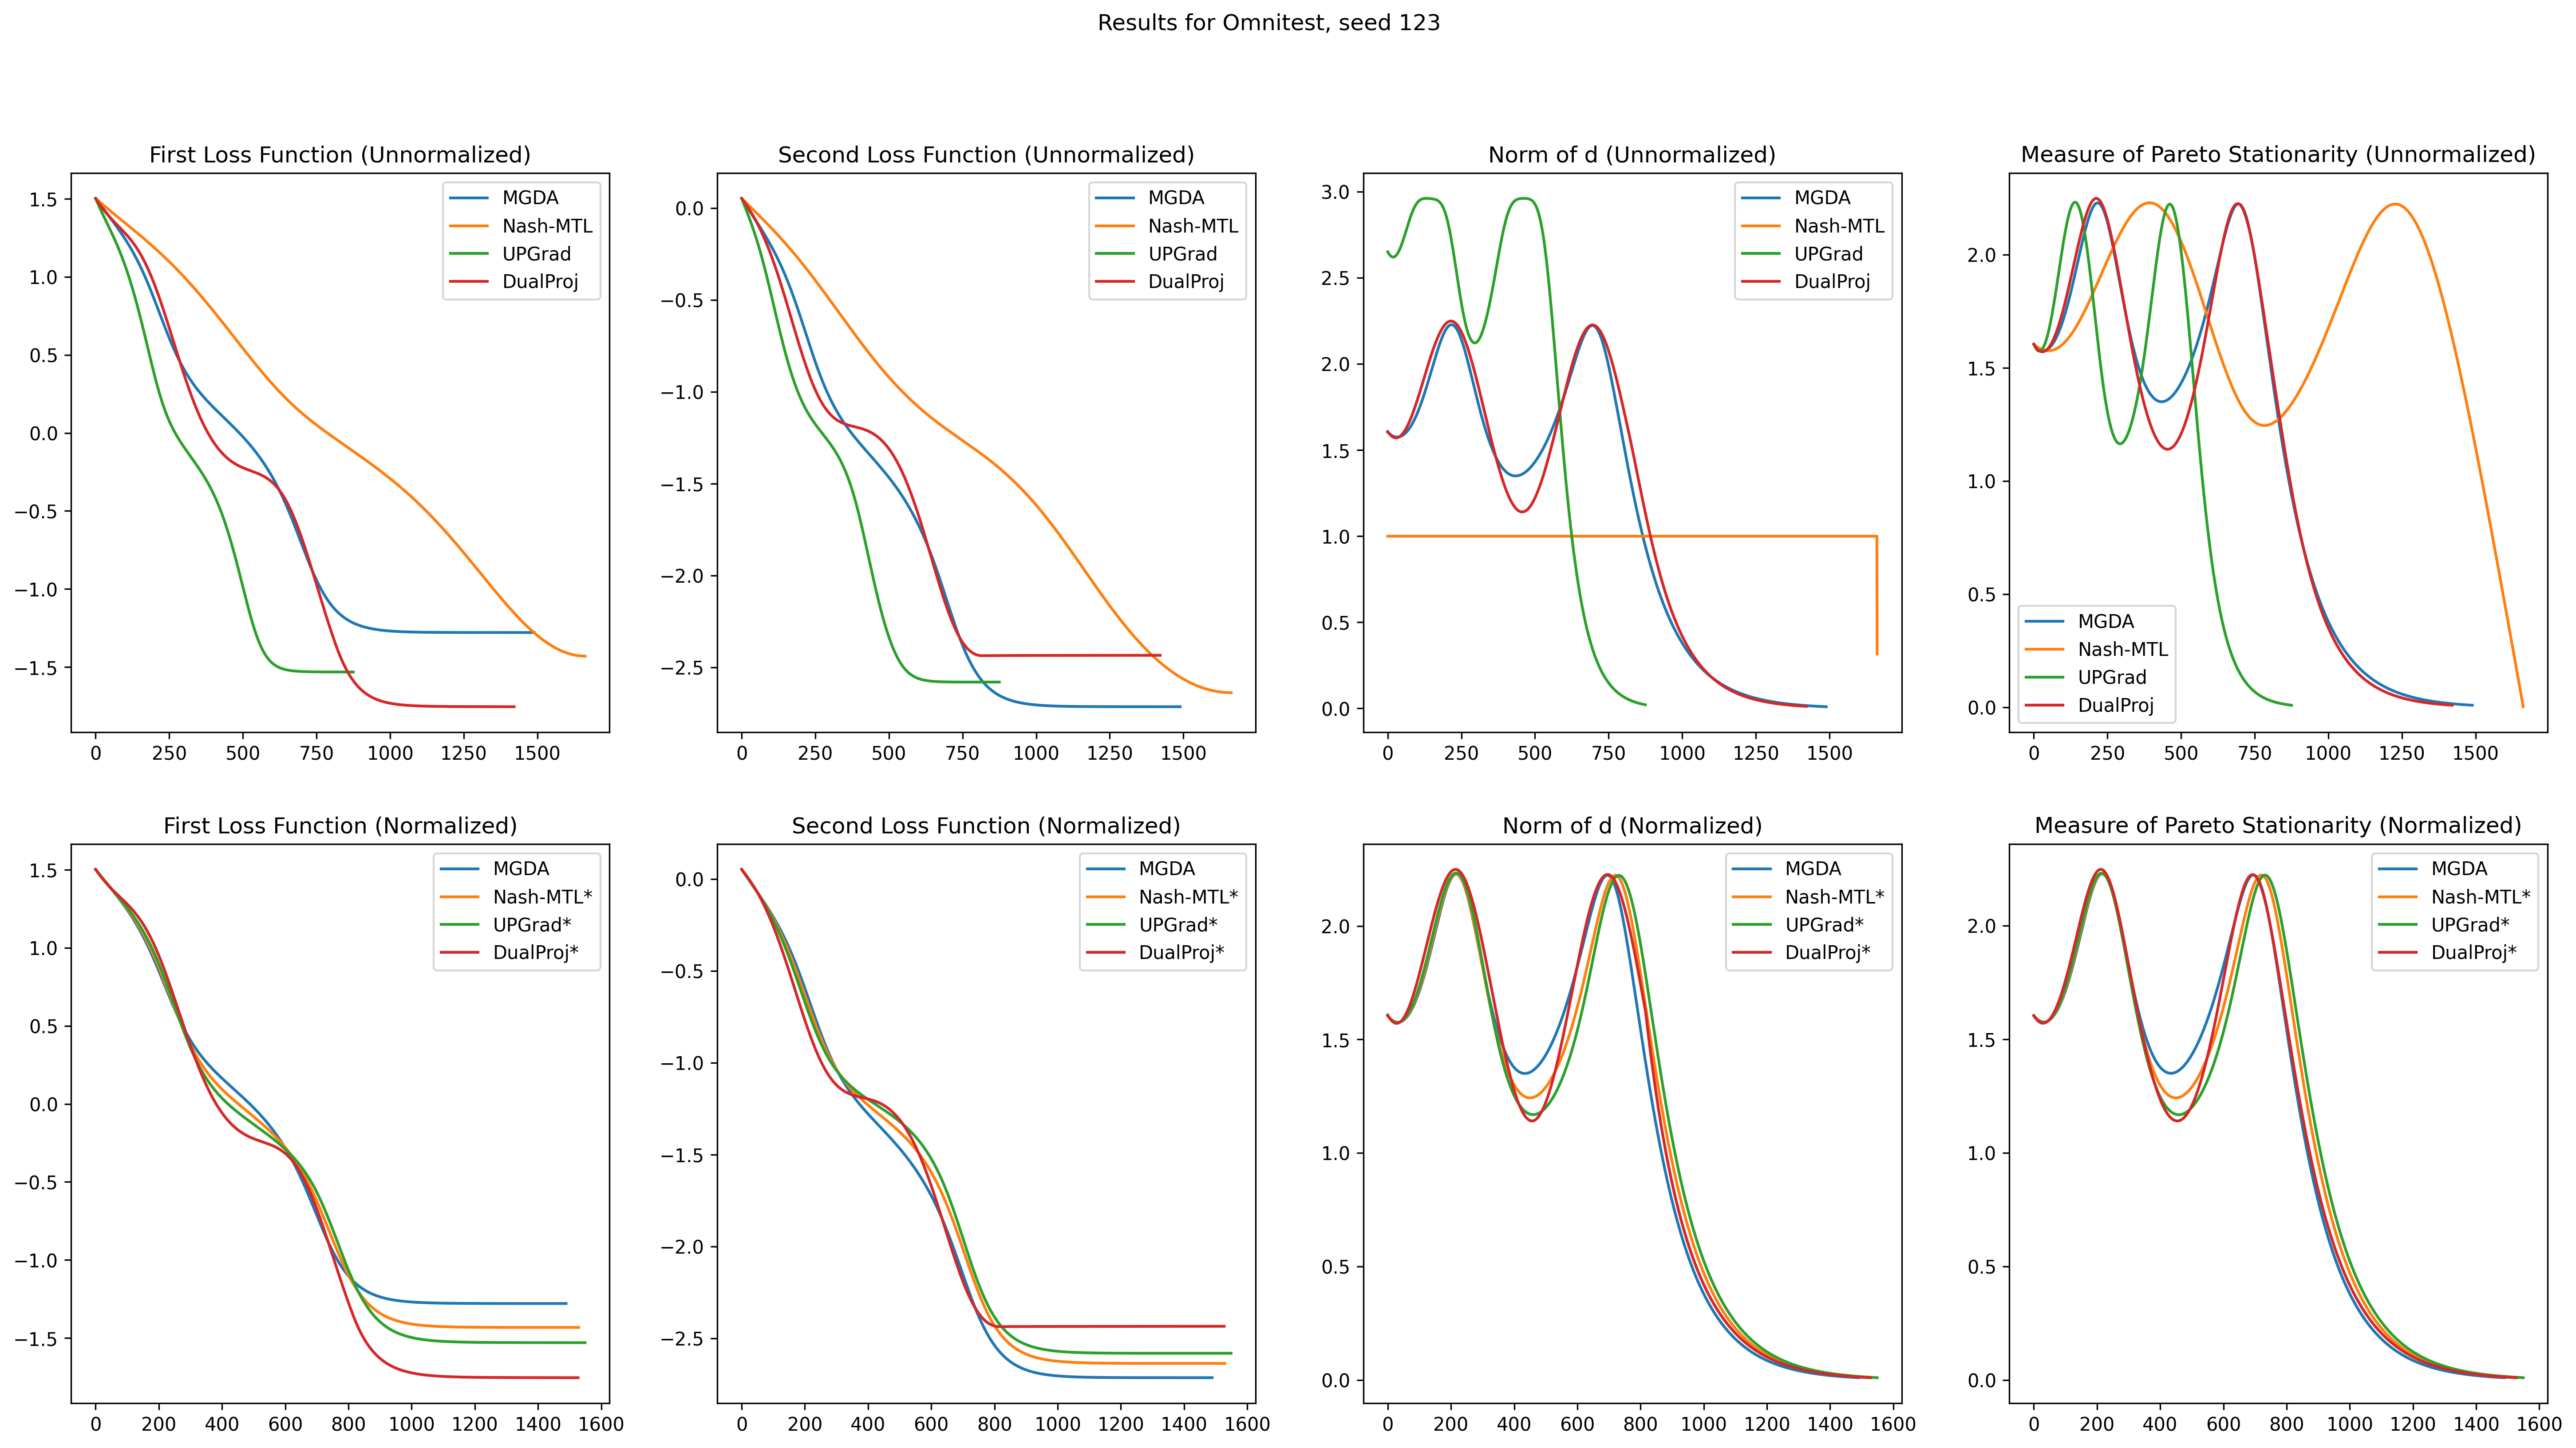 Results for Omnitest, seed 123
First Loss Function (Unnormalized)
1.5
1.0
0.5
0.0
−0.5
−1.0
−1.5
0 250 500 750 1000 1250 1500
MGDA
Nash-MTL
UPGrad
DualProj
Second Loss Function (Unnormalized)
0.0
−0.5
−1.0
−1.5
−2.0
−2.5
0 250 500 750 1000 1250 1500
MGDA
Nash-MTL
UPGrad
DualProj
Norm of d (Unnormalized)
3.0
2.5
2.0
1.5
1.0
0.5
0.0
0 250 500 750 1000 1250 1500
MGDA
Nash-MTL
UPGrad
DualProj
Measure of Pareto Stationarity (Unnormalized)
2.0
1.5
1.0
0.5
0.0
0 250 500 750 1000 1250 1500
MGDA
Nash-MTL
UPGrad
DualProj
First Loss Function (Normalized)
1.5
1.0
0.5
0.0
−0.5
−1.0
−1.5
0 200 400 600 800 1000 1200 1400 1600
MGDA
Nash-MTL*
UPGrad*
DualProj*
Second Loss Function (Normalized)
0.0
−0.5
−1.0
−1.5
−2.0
−2.5
0 200 400 600 800 1000 1200 1400 1600
MGDA
Nash-MTL*
UPGrad*
DualProj*
Norm of d (Normalized)
2.0
1.5
1.0
0.5
0.0
0 200 400 600 800 1000 1200 1400 1600
MGDA
Nash-MTL*
UPGrad*
DualProj*
Measure of Pareto Stationarity (Normalized)
2.0
1.5
1.0
0.5
0.0
0 200 400 600 800 1000 1200 1400 1600
MGDA
Nash-MTL*
UPGrad*
DualProj*